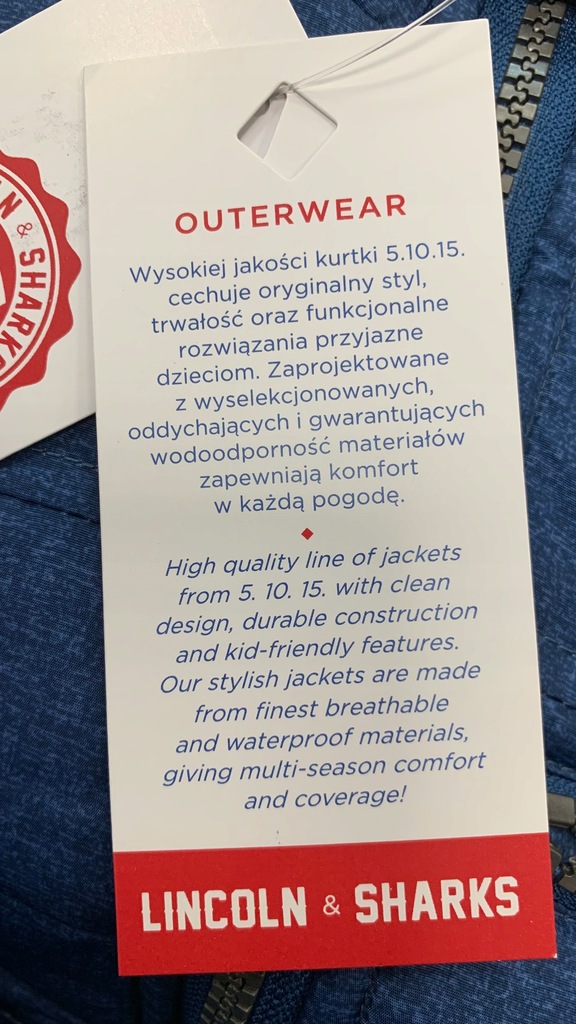 N & SHARKS
OUTERWEAR
Wysokiej jakości kurtki 5.10.15.
cechuje oryginalny styl,
trwałość oraz funkcjonalne
rozwiązania przyjazne
dzieciom. Zaprojektowane
z wyselekcjonowanych,
oddychających i gwarantujących
wodoodporność materiałów
zapewniają komfort
w każdą pogodę.
High quality line of jackets
from 5. 10. 15. with clean
design, durable construction
and kid-friendly features.
Our stylish jackets are made
from finest breathable
and waterproof materials,
giving multi-season comfort
and coverage!
LINCOLN & SHARKS